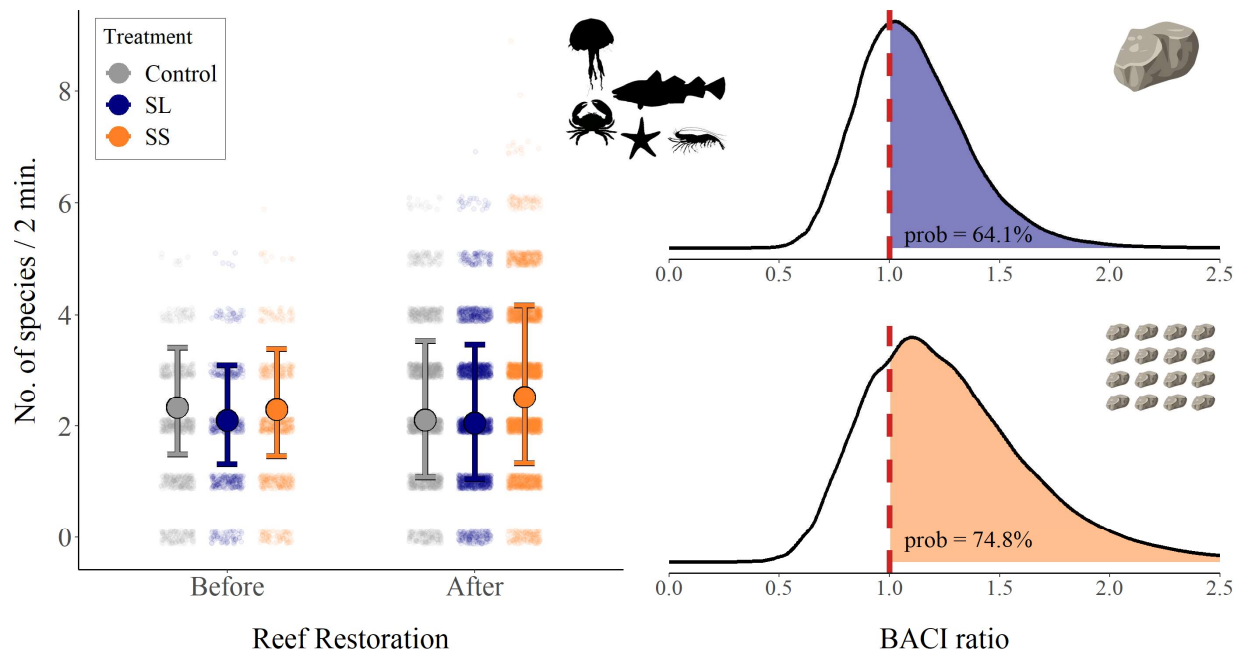 Treatment
Control
SL
SS
No. of species / 2 min.
8
6
4
2
0
Before
After
Reef Restoration
prob = 64.1%
0.0
0.5
1.0
1.5
2.0
2.5
prob = 74.8%
0.0
0.5
1.0
1.5
2.0
2.5
BACI ratio